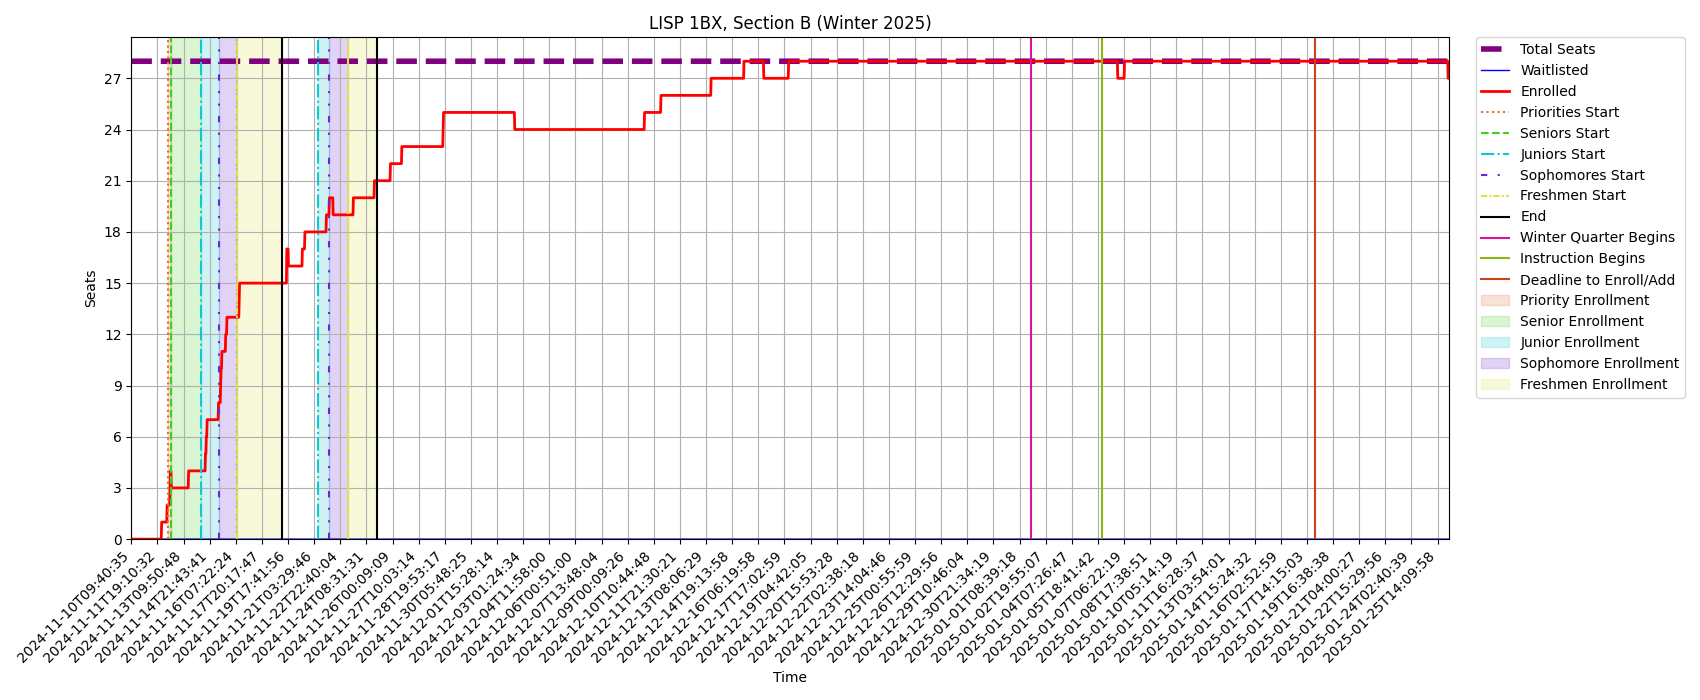 LISP 1BX, Section B (Winter 2025)
Seats
27
24
21
18
15
12
9
6
3
0
2024-11-10T09:40:35
2024-11-11T19:10:32
2024-11-13T09:50:48
2024-11-14T21:43:41
2024-11-16T07:22:24
2024-11-17T20:17:47
2024-11-19T17:41:56
2024-11-21T03:29:46
2024-11-22T22:40:04
2024-11-24T08:31:31
2024-11-26T00:09:09
2024-11-27T10:03:14
2024-11-28T19:53:17
2024-11-30T05:48:25
2024-12-01T15:28:14
2024-12-03T01:24:34
2024-12-04T11:58:00
2024-12-06T00:51:00
2024-12-07T13:48:04
2024-12-09T00:09:26
2024-12-10T10:44:48
2024-12-11T21:30:21
2024-12-13T08:06:29
2024-12-14T19:13:58
2024-12-16T06:19:58
2024-12-17T17:02:59
2024-12-19T04:42:05
2024-12-20T15:53:28
2024-12-22T02:38:18
2024-12-23T14:04:46
2024-12-25T00:55:59
2024-12-26T12:29:56
2024-12-29T10:46:04
2024-12-30T21:34:19
2025-01-01T08:39:18
2025-01-02T19:55:07
2025-01-04T07:26:47
2025-01-05T18:41:42
2025-01-07T06:22:19
2025-01-08T17:38:51
2025-01-10T05:14:19
2025-01-11T16:28:37
2025-01-13T03:54:01
2025-01-14T15:24:32
2025-01-16T02:52:59
2025-01-17T14:15:03
2025-01-19T16:38:38
2025-01-21T04:00:27
2025-01-22T15:29:56
2025-01-24T02:40:39
2025-01-25T14:09:58
Time
Total Seats
Waitlisted
Enrolled
Priorities Start
Seniors Start
Juniors Start
Sophomores Start
Freshmen Start
End
Winter Quarter Begins
Instruction Begins
Deadline to Enroll/Add
Priority Enrollment
Senior Enrollment
Junior Enrollment
Sophomore Enrollment
Freshmen Enrollment